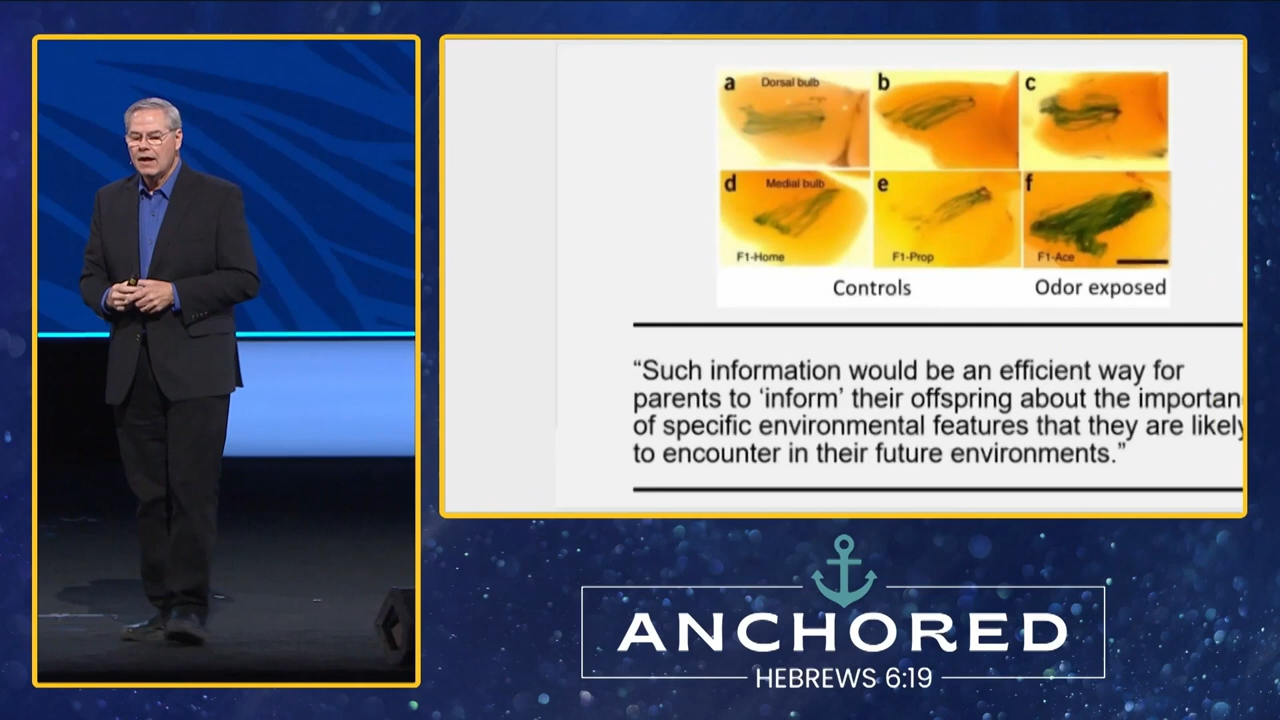 a Dorsal bulb b c
d Medial bulb e f
F1-Home F1-Prop F1-Ace
Controls Odor exposed
“Such information would be an efficient way for
parents to ‘inform’ their offspring about the importan
of specific environmental features that they are likely
to encounter in their future environments.”
ANCHORED
HEBREWS 6:19